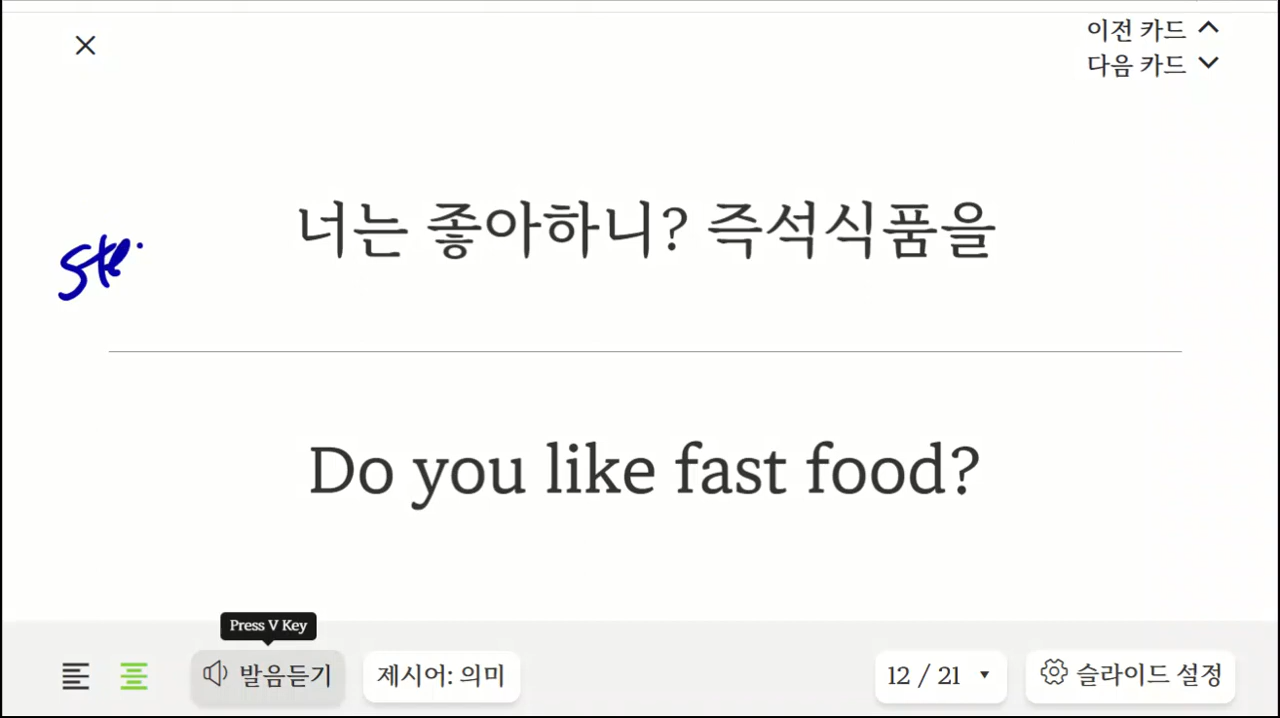 이전 카드
다음 카드
너는 좋아하니? 즉석식품을
Do you like fast food?
Press V Key
발음듣기
제시어: 의미
12 / 21
슬라이드 설정